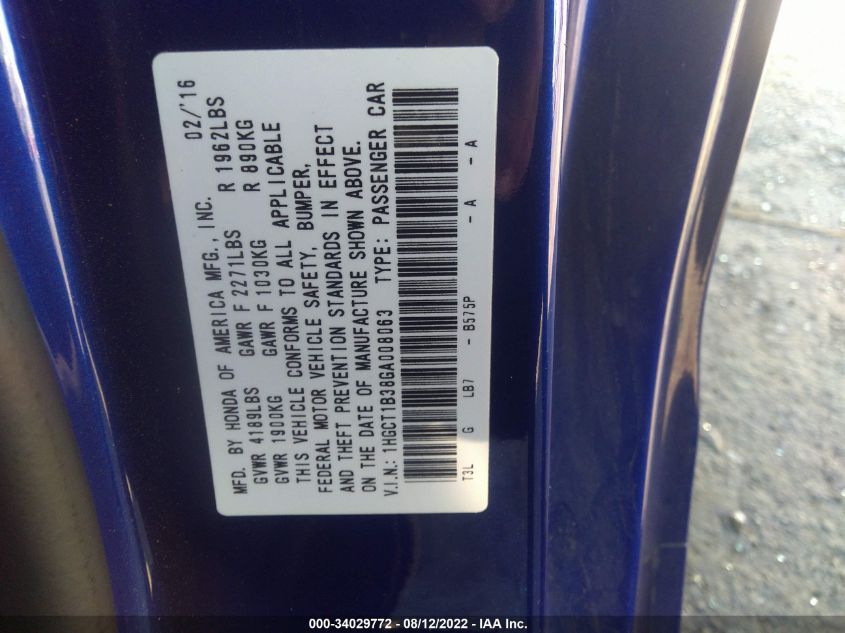 MFD. BY HONDA OF AMERICA MFG., INC. 02/'16
GVWR 4189LBS GAWR F 2271LBS R 1962LBS
GVWR 1900KG GAWR F 1030KG R 890KG
THIS VEHICLE CONFORMS TO ALL APPLICABLE
FEDERAL MOTOR VEHICLE SAFETY, BUMPER,
AND THEFT PREVENTION STANDARDS IN EFFECT
ON THE DATE OF MANUFACTURE SHOWN ABOVE.
V.I.N.: 1HGCT1B38GA008063 TYPE: PASSENGER CAR
T3L G LB7 - B575P - A - A
000-34029772 - 08/12/2022 - IAA Inc.